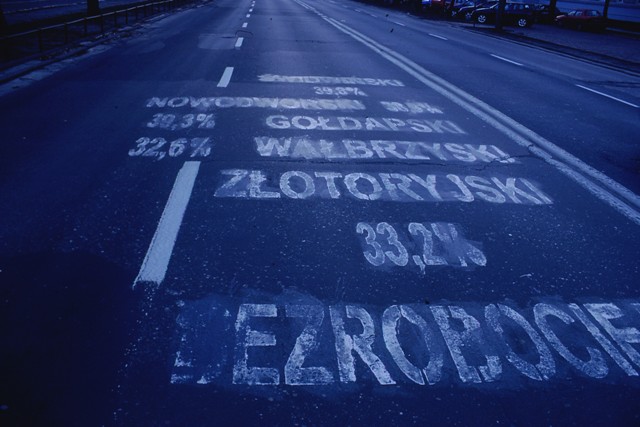 39,8%
NOWODWORSKI
39,3% GOŁDAPSKI
32,6% WAŁBRZYSKI
ZŁOTORYJSKI
33,2%
BEZROBOCIE